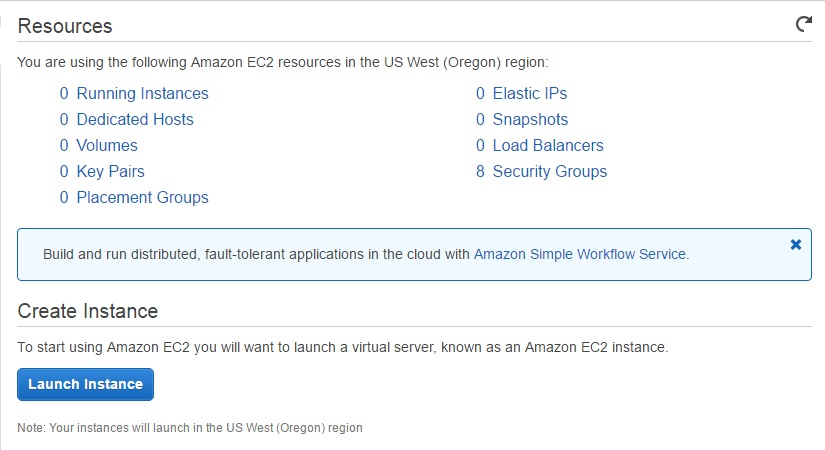 Resources
You are using the following Amazon EC2 resources in the US West (Oregon) region:
0 Running Instances
0 Elastic IPs
0 Dedicated Hosts
0 Snapshots
0 Volumes
0 Load Balancers
0 Key Pairs
8 Security Groups
0 Placement Groups
Build and run distributed, fault-tolerant applications in the cloud with Amazon Simple Workflow Service.
Create Instance
To start using Amazon EC2 you will want to launch a virtual server, known as an Amazon EC2 instance.
Launch Instance
Note: Your instances will launch in the US West (Oregon) region